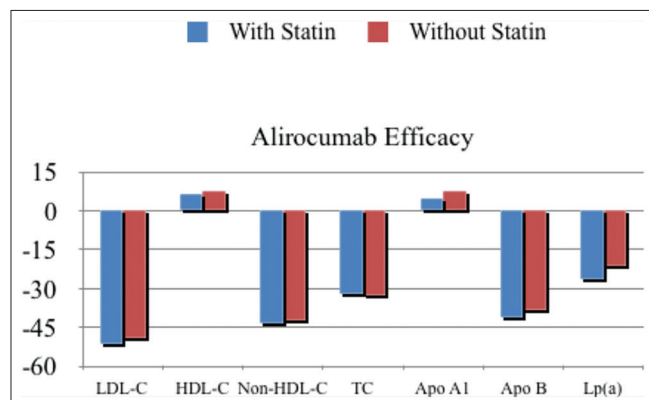 With Statin Without Statin
Alirocumab Efficacy
15
0
-15
-30
-45
-60
LDL-C HDL-C Non-HDL-C TC Apo A1 Apo B Lp(a)